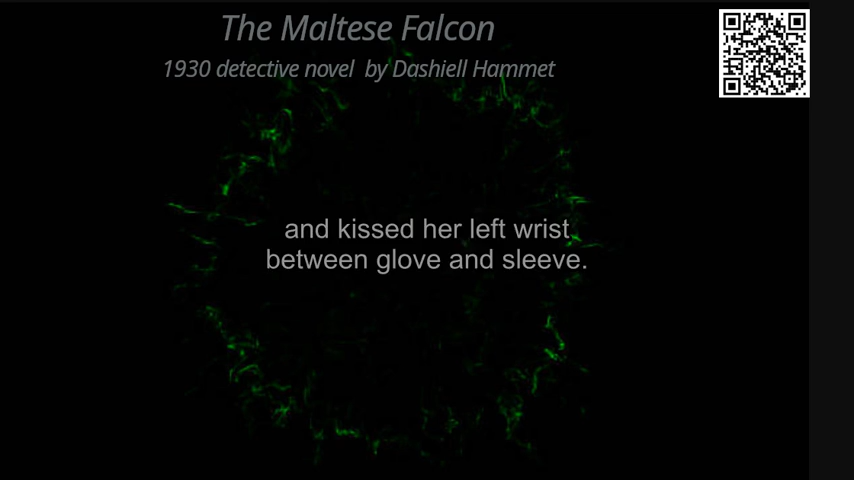 The Maltese Falcon
1930 detective novel by Dashiell Hammet
and kissed her left wrist
between glove and sleeve.